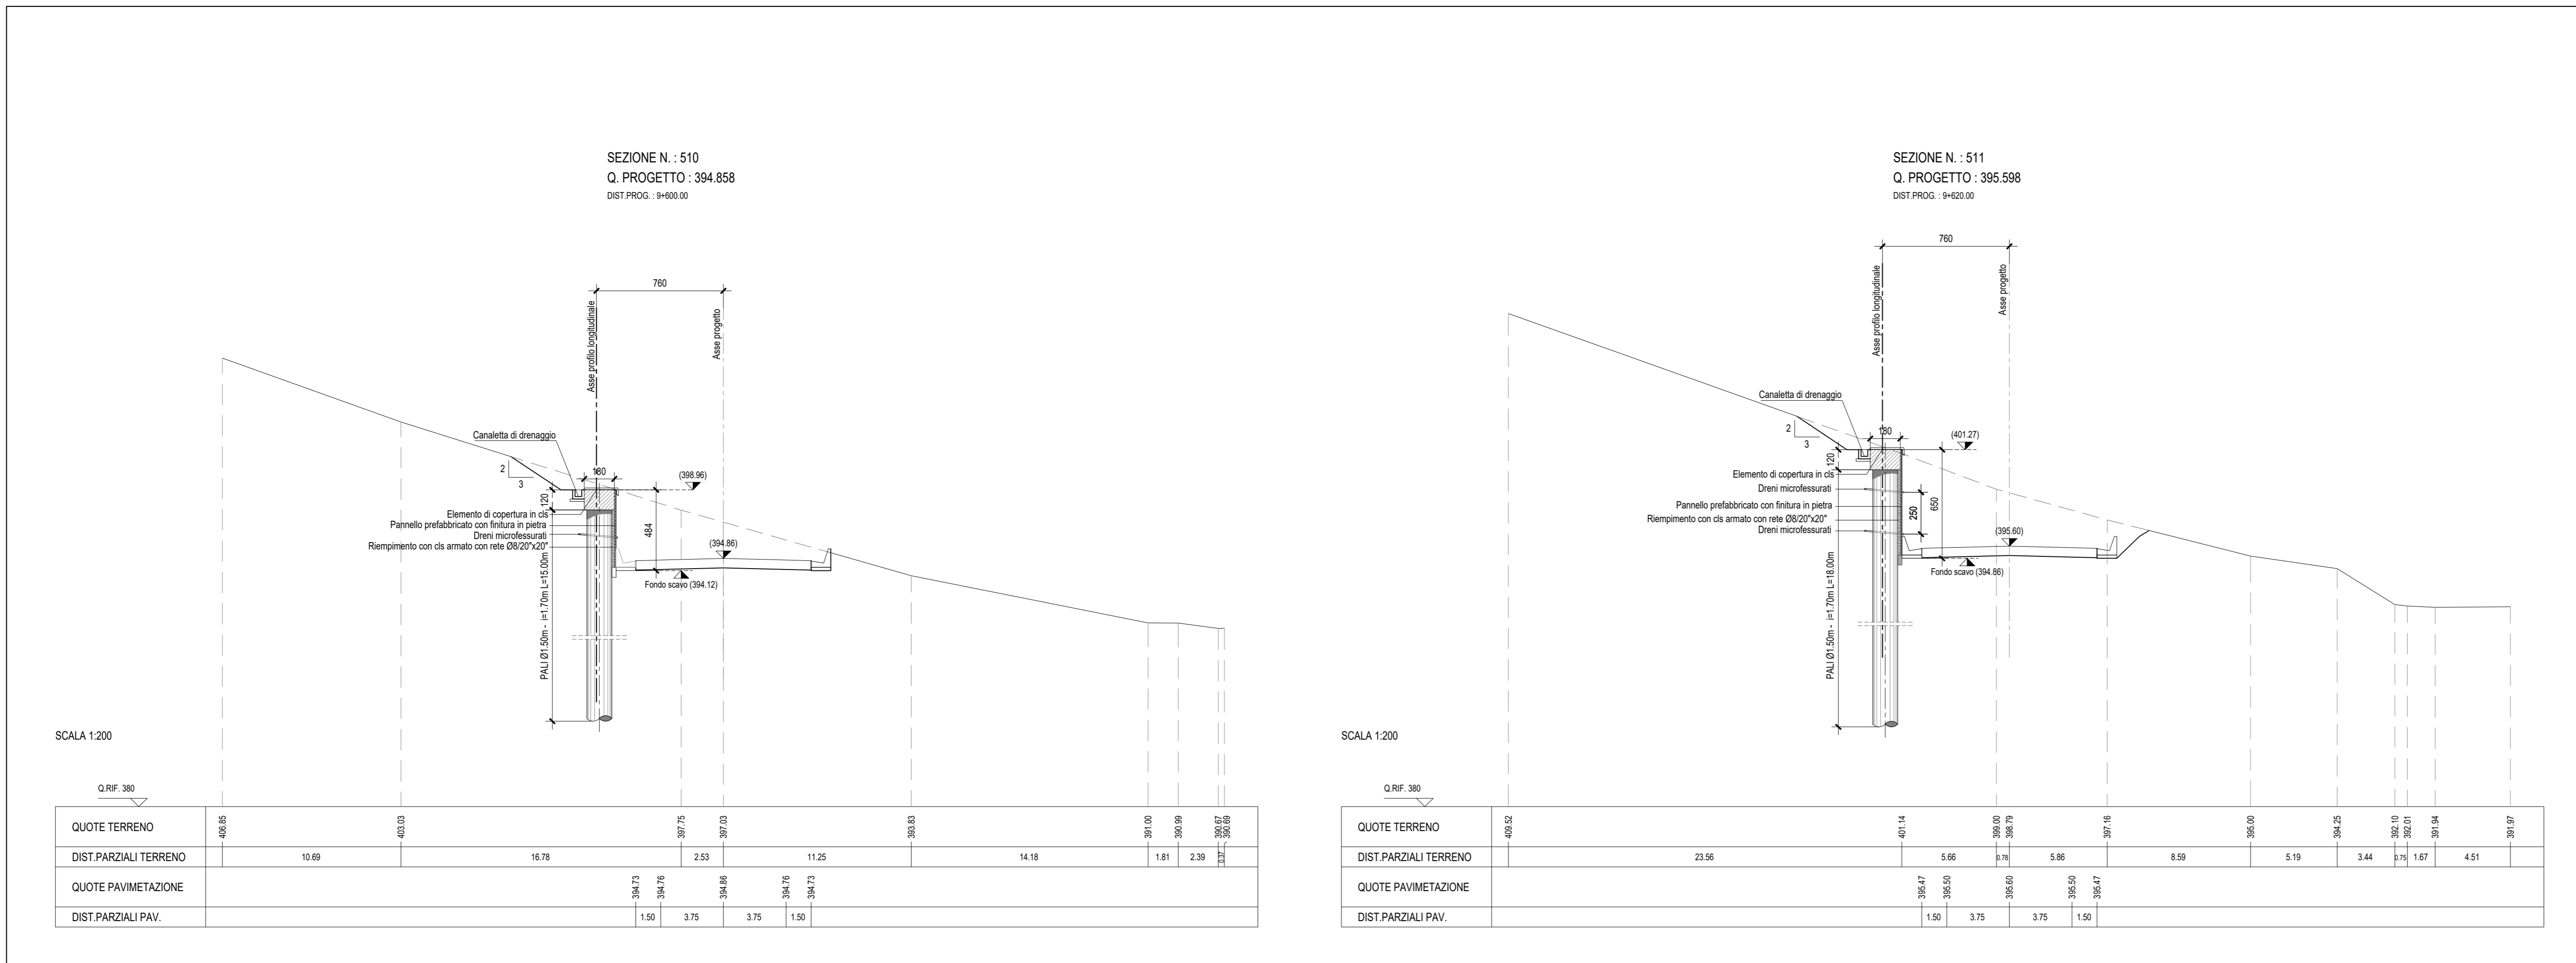 SEZIONE N. : 510
Q. PROGETTO : 394.858
DIST.PROG. : 9+600.00
760
Asse profilo longitudinale
Asse progetto
Canaletta di drenaggio
2
3
180
(398.96)
120
484
Elemento di copertura in cls
Pannello prefabbricato con finitura in pietra
Dreni microfessurati
Riempimento con cls armato con rete Ø8/20"x20"
(394.86)
Fondo scavo (394.12)
PALI Ø1.50m - i=1.70m L=15.00m
SCALA 1:200
Q.RIF. 380
QUOTE TERRENO 406.85 403.03 397.75 397.03 393.83 391.00 390.99 390.67 390.69
DIST.PARZIALI TERRENO 10.69 16.78 2.53 11.25 14.18 1.81 2.39 0.37
QUOTE PAVIMETAZIONE 394.73 394.76 394.86 394.76 394.73
DIST.PARZIALI PAV. 1.50 3.75 3.75 1.50
SEZIONE N. : 511
Q. PROGETTO : 395.598
DIST.PROG. : 9+620.00
760
Asse profilo longitudinale
Asse progetto
Canaletta di drenaggio
2
3
180
(401.27)
120
650
250
Elemento di copertura in cls
Dreni microfessurati
Pannello prefabbricato con finitura in pietra
Riempimento con cls armato con rete Ø8/20"x20"
Dreni microfessurati
(395.60)
Fondo scavo (394.86)
PALI Ø1.50m - i=1.70m L=18.00m
SCALA 1:200
Q.RIF. 380
QUOTE TERRENO 409.52 401.14 399.00 398.79 397.16 395.00 394.25 392.10 392.01 391.94 391.97
DIST.PARZIALI TERRENO 23.56 5.66 0.78 5.86 8.59 5.19 3.44 0.75 1.67 4.51
QUOTE PAVIMETAZIONE 395.47 395.50 395.60 395.50 395.47
DIST.PARZIALI PAV. 1.50 3.75 3.75 1.50